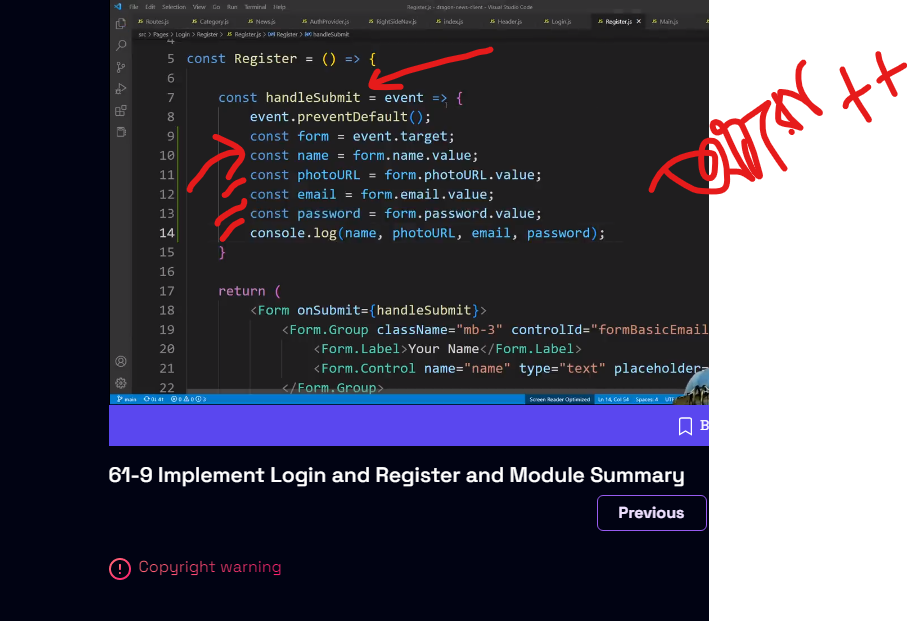 File Edit Selection View Go Run Terminal Help
Register.js - dragon-news-client - Visual Studio Code
Routes.js Category.js News.js AuthProvider.js RightSideNav.js index.js Header.js Login.js Register.js Main.js
src > Pages > Login > Register > Register.js > Register > handleSubmit
4
5 const Register = () => {
6
7 const handleSubmit = event => {
8 event.preventDefault();
9 const form = event.target;
10 const name = form.name.value;
11 const photoURL = form.photoURL.value;
12 const email = form.email.value;
13 const password = form.password.value;
14 console.log(name, photoURL, email, password);
15 }
16
17 return (
18 <Form onSubmit={handleSubmit}>
19 <Form.Group className="mb-3" controlId="formBasicEmail
20 <Form.Label>Your Name</Form.Label>
21 <Form.Control name="name" type="text" placeholder=
22 </Form.Group>
main 0↓ 4↑ 0 0 3 Screen Reader Optimized Ln 14, Col 54 Spaces: 4 UTF
B
61-9 Implement Login and Register and Module Summary
Previous
Copyright warning
++